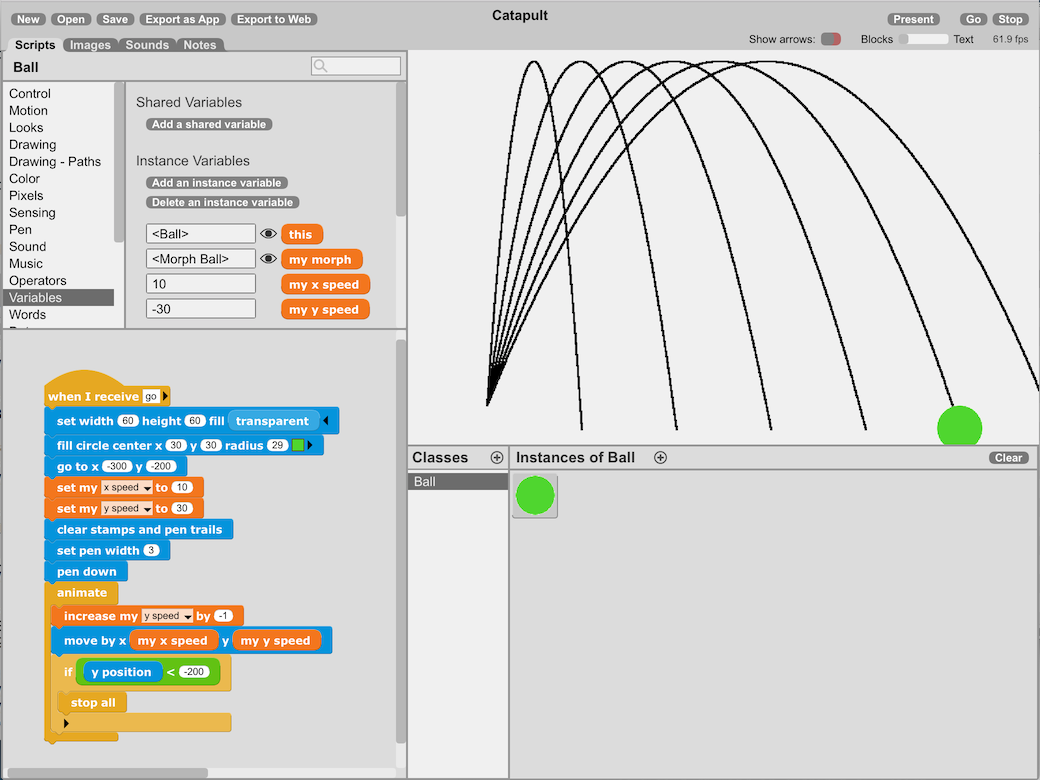 Catapult
New Open Save Export as App Export to Web Present Go Stop
Show arrows: Blocks Text 61.9 fps
Scripts Images Sounds Notes
Ball
Control
Motion
Looks
Drawing
Drawing - Paths
Color
Pixels
Sensing
Pen
Sound
Music
Operators
Variables
Words
Shared Variables
Add a shared variable
Instance Variables
Add an instance variable
Delete an instance variable
<Ball> this
<Morph Ball> my morph
10 my x speed
-30 my y speed
when I receive go
set width 60 height 60 fill transparent
fill circle center x 30 y 30 radius 29
go to x -300 y -200
set my x speed to 10
set my y speed to 30
clear stamps and pen trails
set pen width 3
pen down
animate
increase my y speed by -1
move by x my x speed y my y speed
if y position < -200
stop all
Classes
Ball
Instances of Ball Clear